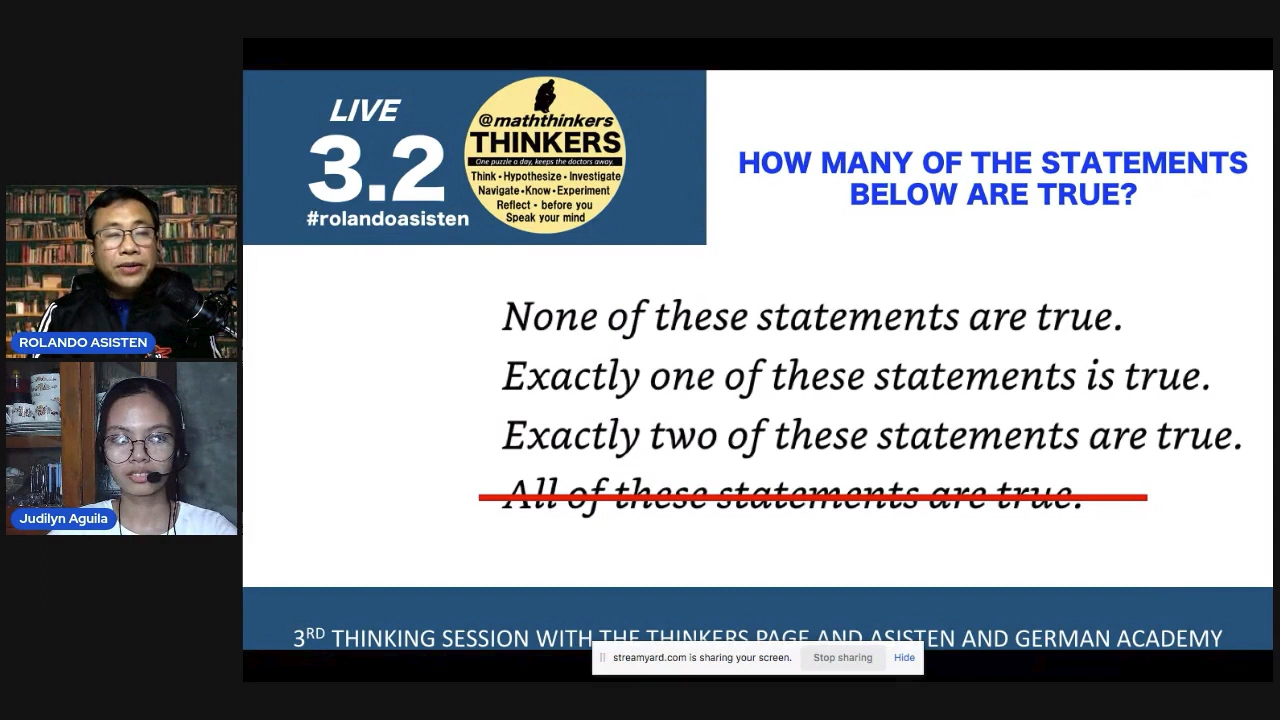 LIVE
3.2
#rolandoasisten
@maththinkers
THINKERS
One puzzle a day, keeps the doctors away.
Think • Hypothesize • Investigate
Navigate • Know • Experiment
Reflect • before you
Speak your mind
HOW MANY OF THE STATEMENTS
BELOW ARE TRUE?
ROLANDO ASISTEN
Judilyn Aguila
None of these statements are true.
Exactly one of these statements is true.
Exactly two of these statements are true.
All of these statements are true.
3RD THINKING SESSION WITH THE THINKERS PAGE AND ASISTEN AND GERMAN ACADEMY
streamyard.com is sharing your screen.
Stop sharing
Hide